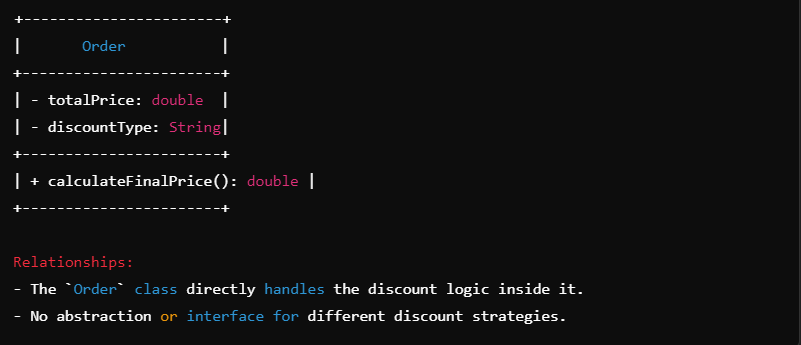 +-----------------------+
|       Order           |
+-----------------------+
| - totalPrice: double  |
| - discountType: String|
+-----------------------+
| + calculateFinalPrice(): double |
+-----------------------+
Relationships:
- The `Order` class directly handles the discount logic inside it.
- No abstraction or interface for different discount strategies.